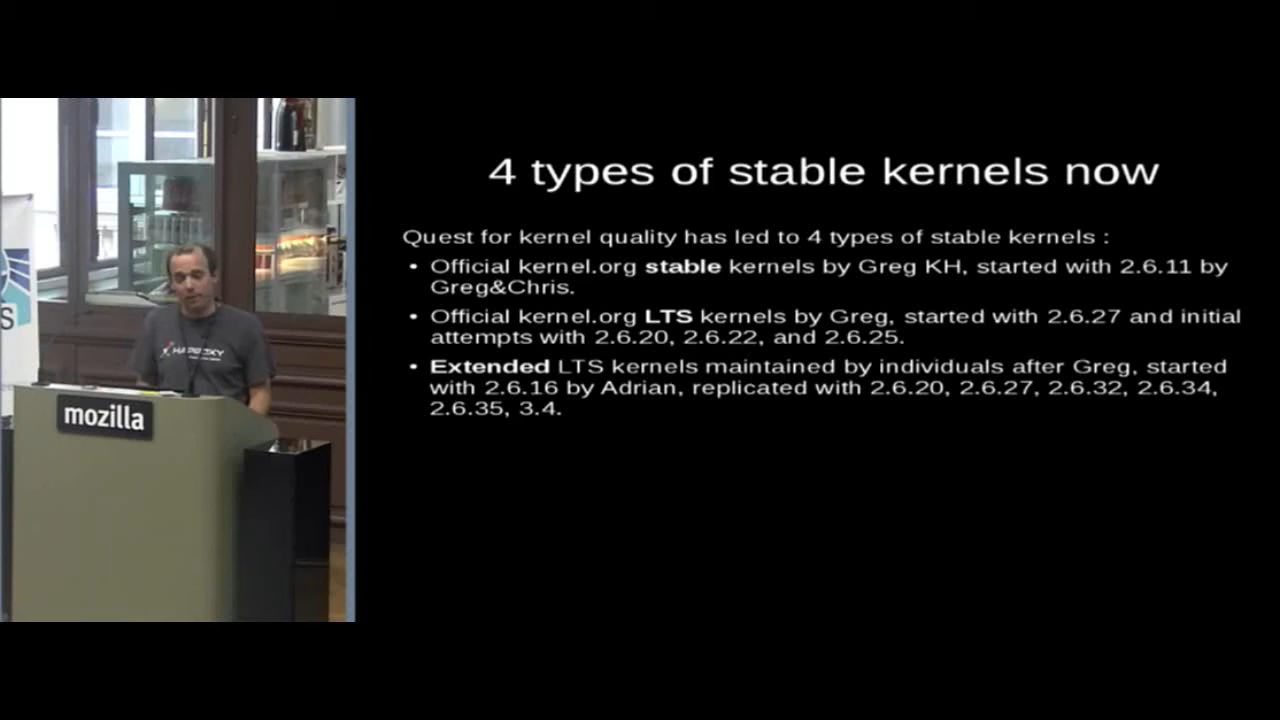 4 types of stable kernels now
Quest for kernel quality has led to 4 types of stable kernels :
• Official kernel.org stable kernels by Greg KH, started with 2.6.11 by
Greg&Chris.
• Official kernel.org LTS kernels by Greg, started with 2.6.27 and initial
attempts with 2.6.20, 2.6.22, and 2.6.25.
• Extended LTS kernels maintained by individuals after Greg, started
with 2.6.16 by Adrian, replicated with 2.6.20, 2.6.27, 2.6.32, 2.6.34,
2.6.35, 3.4.
S
HAPROXY
mozilla